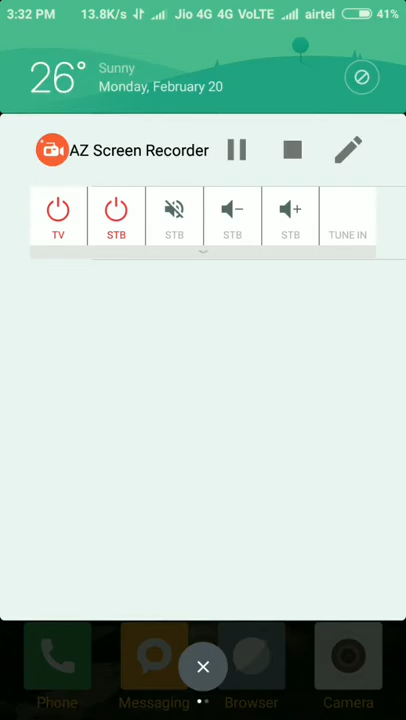 3:32 PM 13.8K/s Jio 4G 4G VoLTE airtel 41%
26° Sunny
Monday, February 20
AZ Screen Recorder
TV STB STB STB STB TUNE IN
Phone Messaging Browser Camera